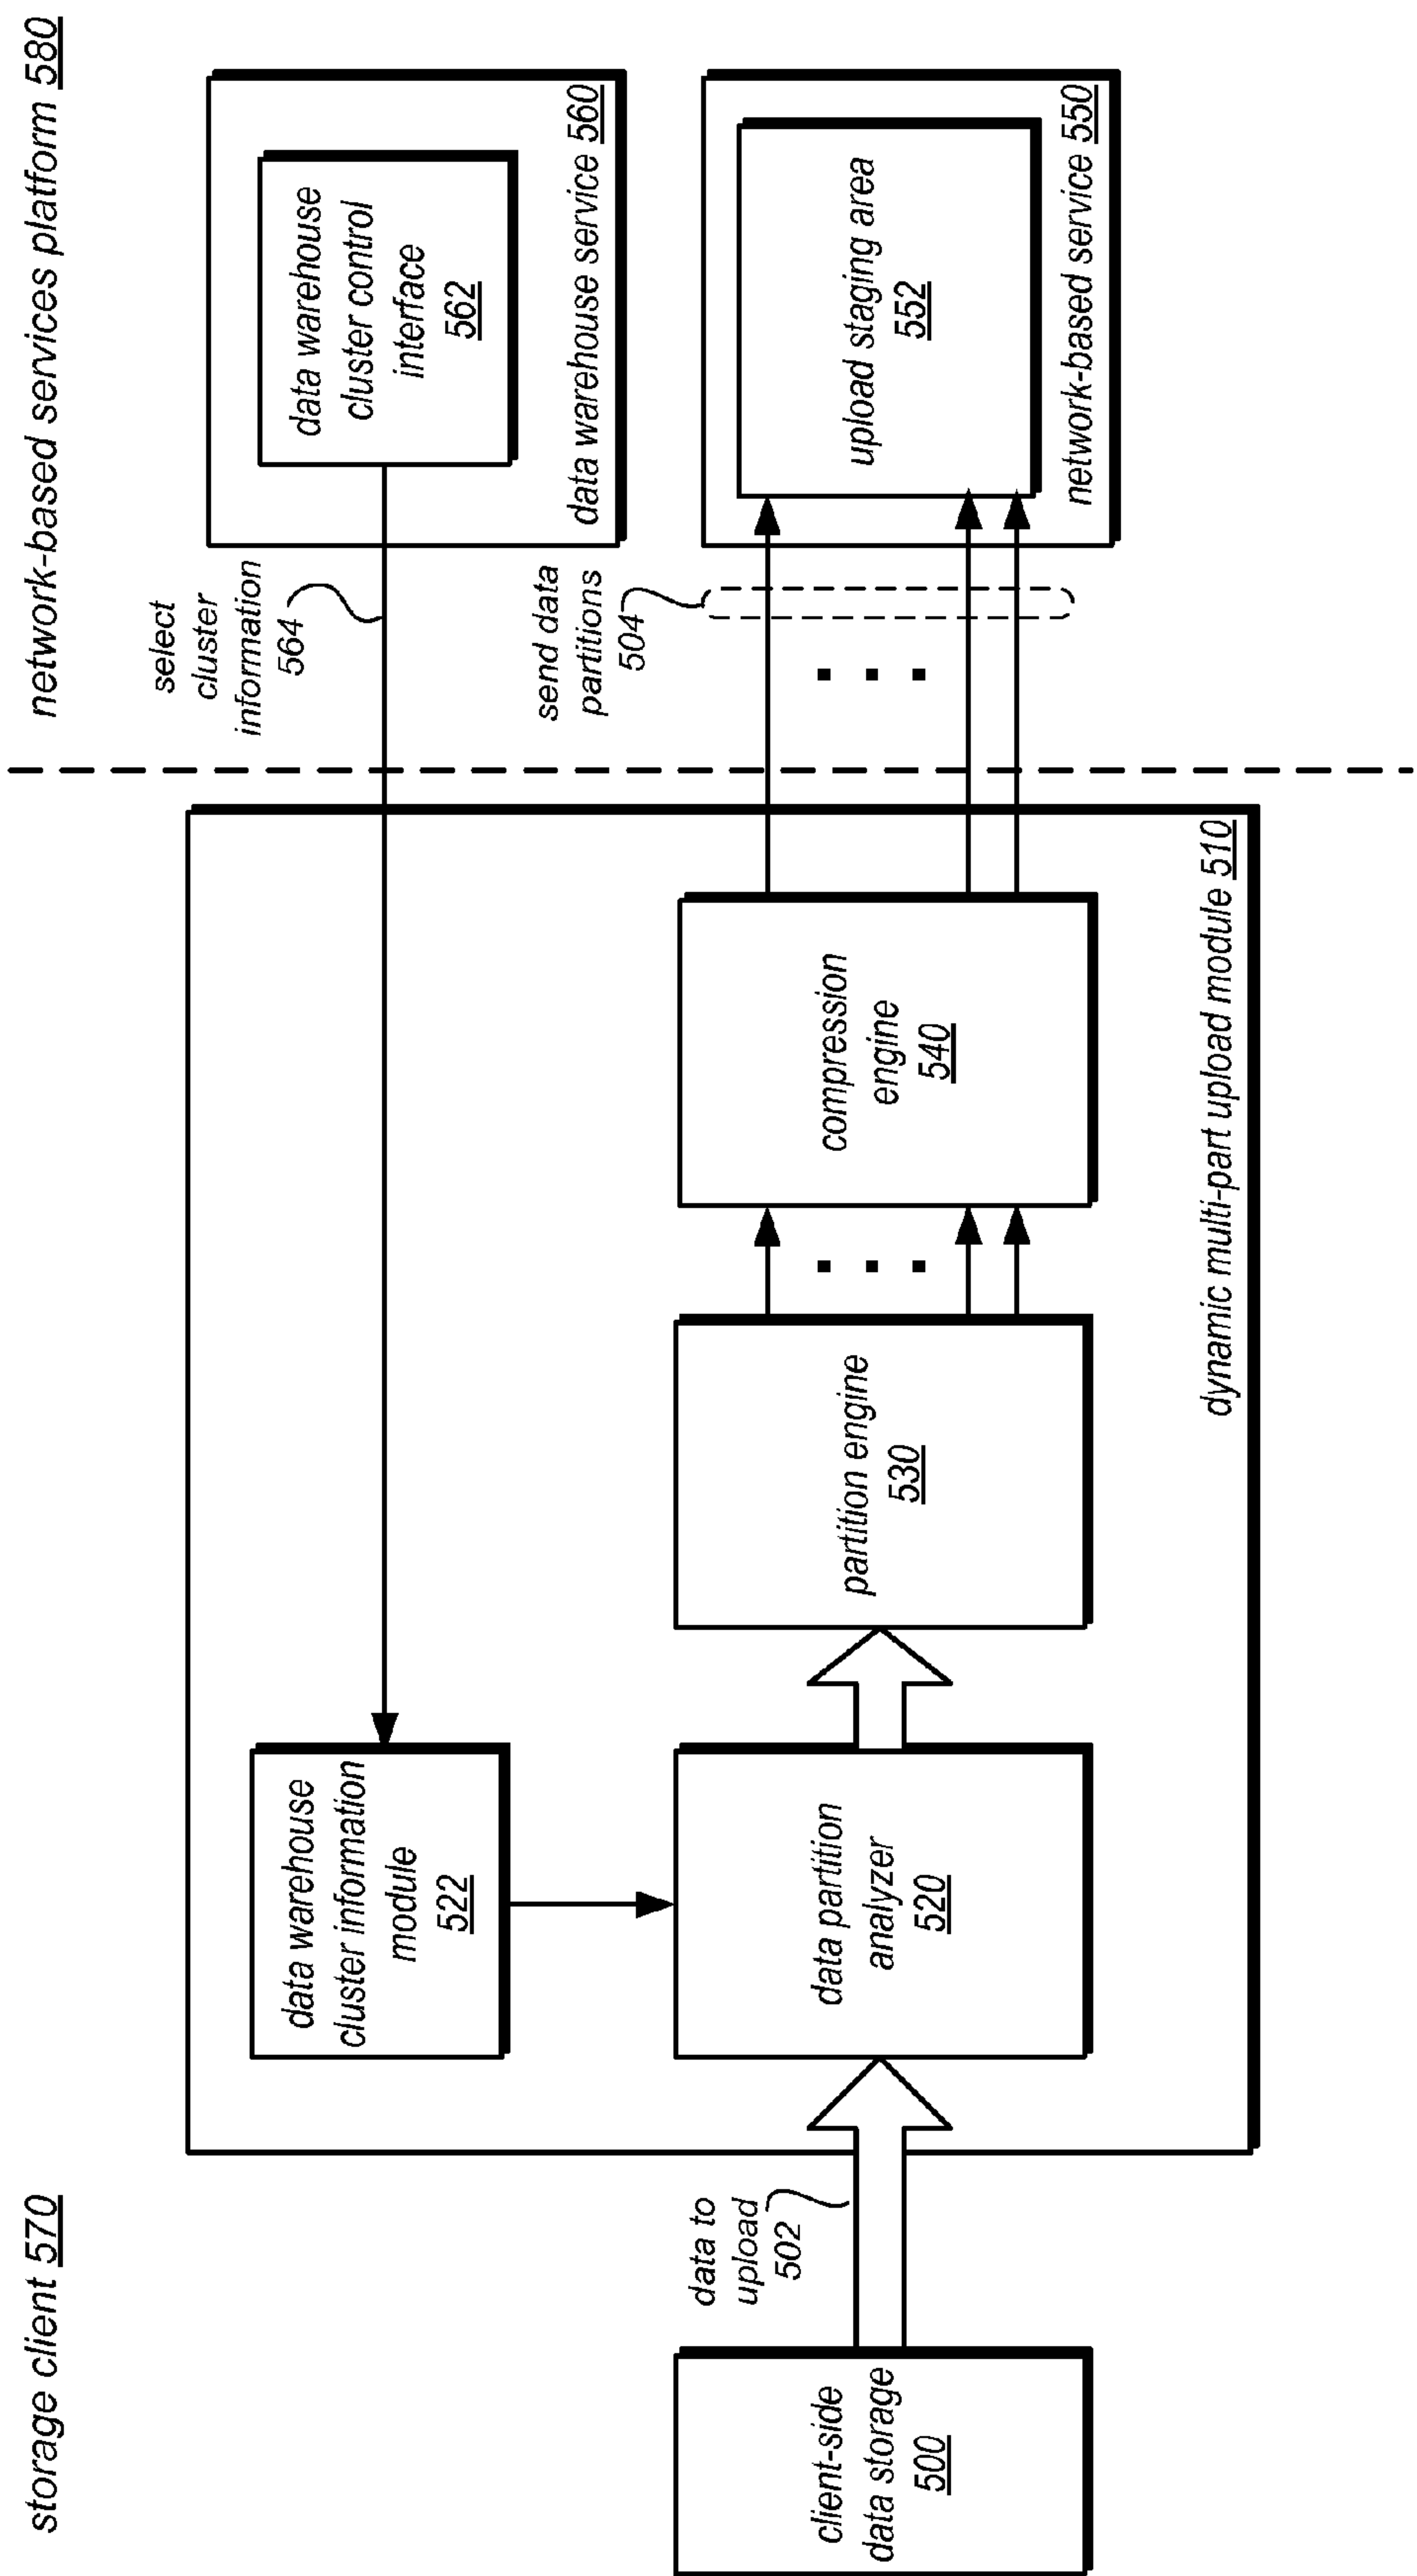 storage client 570
network-based services platform 580
data warehouse
cluster information
module
522
select
cluster
information
564
data warehouse
cluster control
interface
562
data warehouse service 560
client-side
data storage
500
data to
upload
502
data partition
analyzer
520
partition engine
530
compression
engine
540
dynamic multi-part upload module 510
send data
partitions
504
upload staging area
552
network-based service 550